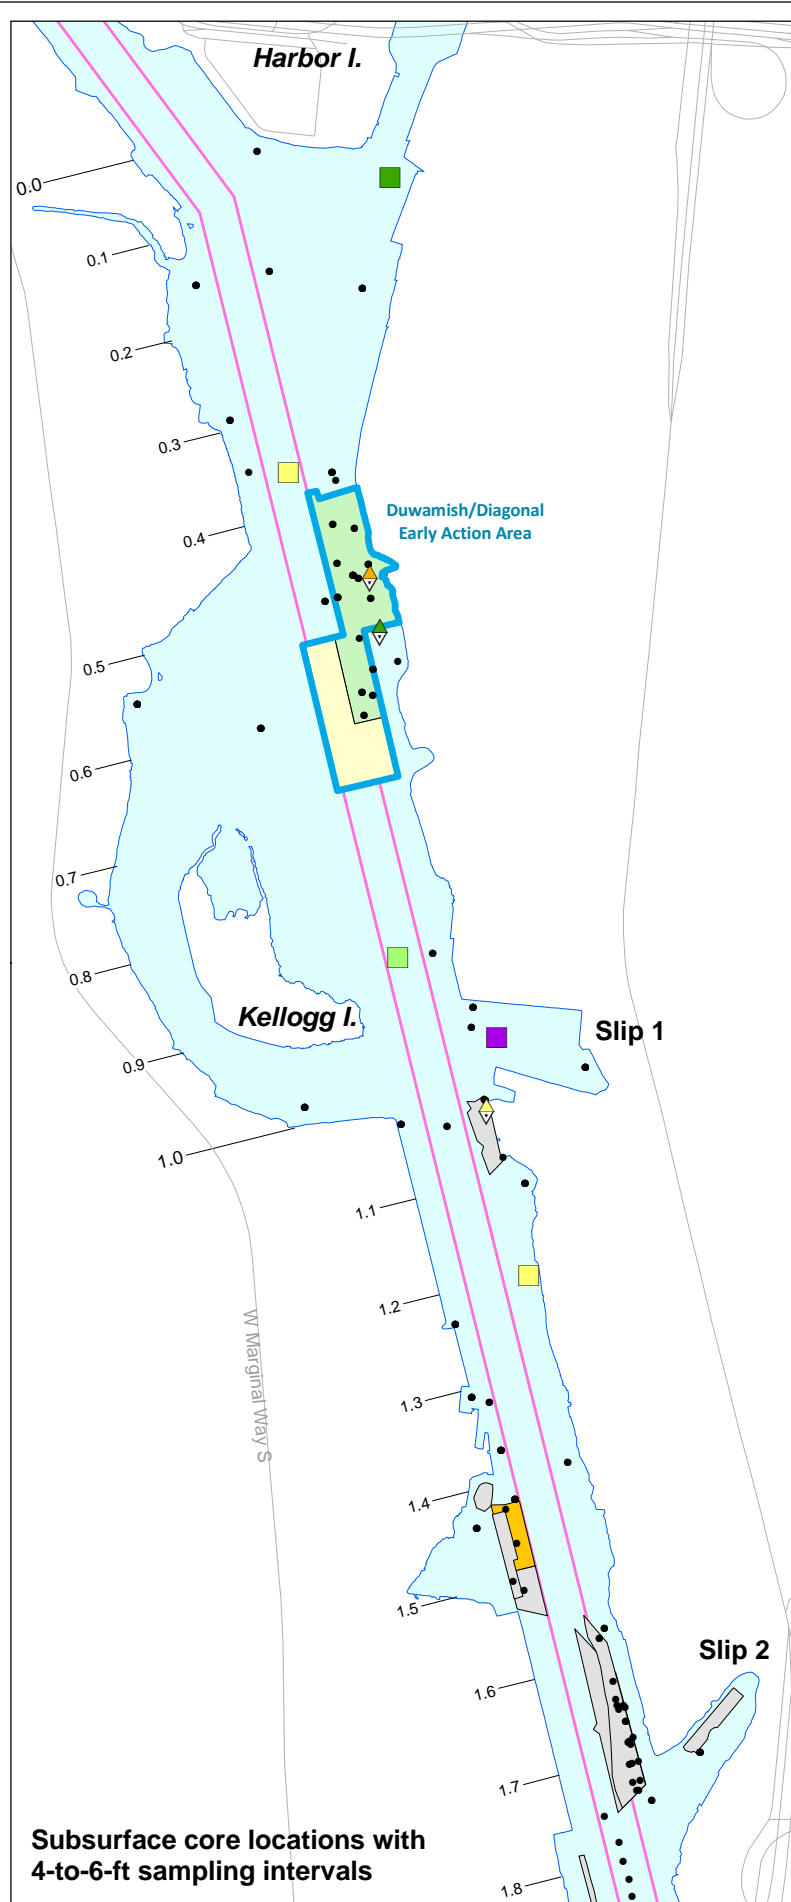 Harbor I.
0.0
0.1
0.2
0.3
0.4
Duwamish/Diagonal
Early Action Area
0.5
0.6
0.7
0.8
Kellogg I.
Slip 1
0.9
1.0
1.1
1.2
W Marginal Way S
1.3
1.4
1.5
Slip 2
1.6
1.7
Subsurface core locations with
4-to-6-ft sampling intervals
1.8